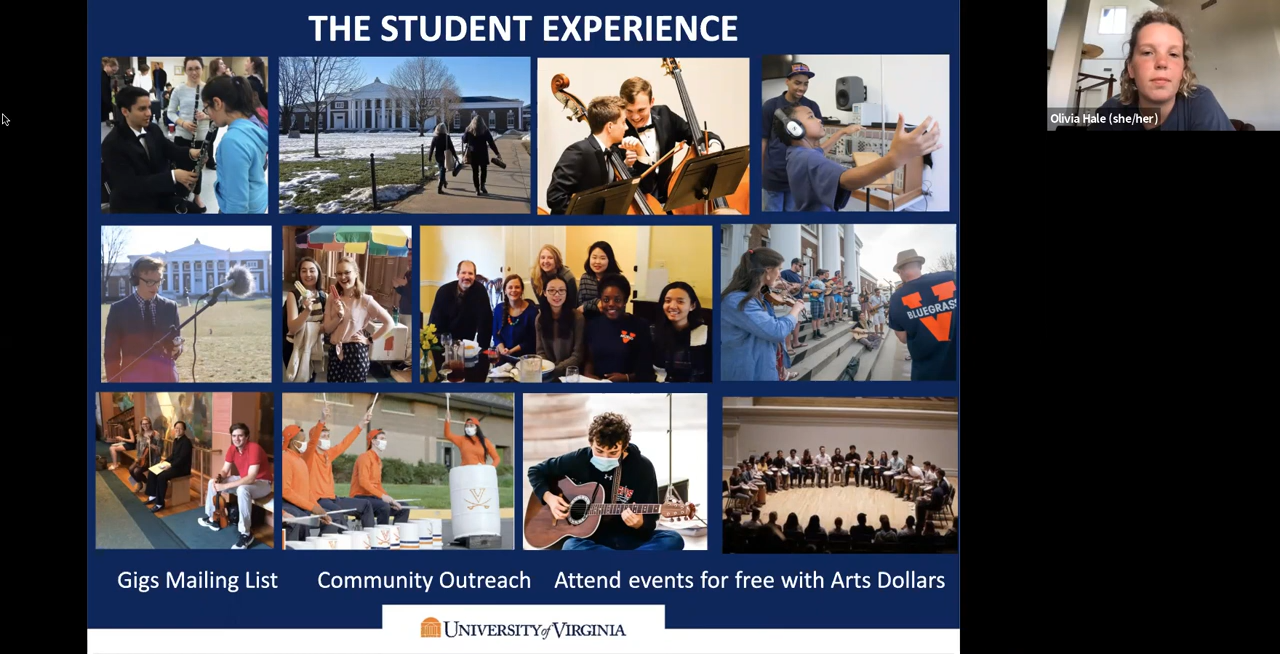 THE STUDENT EXPERIENCE
Olivia Hale (she/her)
BLUEGRASS
V
Gigs Mailing List
Community Outreach
Attend events for free with Arts Dollars
UNIVERSITY of VIRGINIA